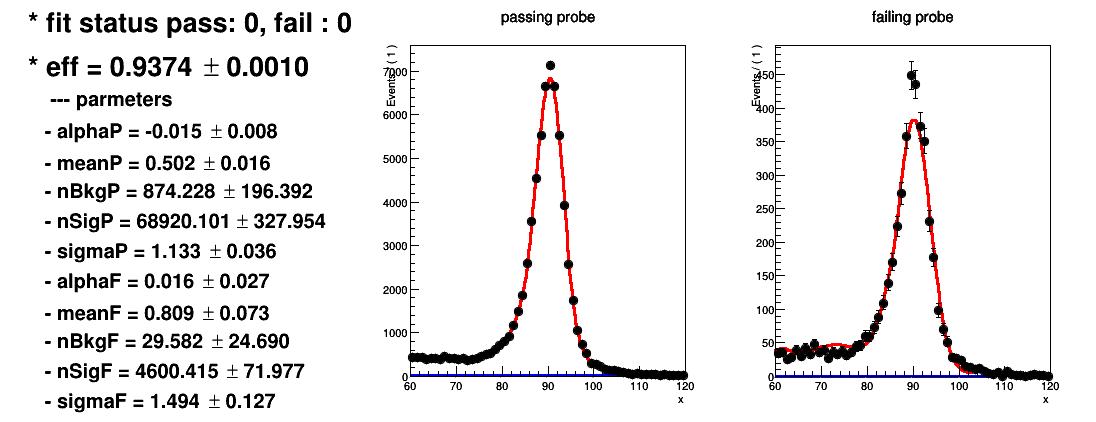 * fit status pass: 0, fail : 0
* eff = 0.9374 ± 0.0010
--- parmeters
- alphaP = -0.015 ± 0.008
- meanP = 0.502 ± 0.016
- nBkgP = 874.228 ± 196.392
- nSigP = 68920.101 ± 327.954
- sigmaP = 1.133 ± 0.036
- alphaF = 0.016 ± 0.027
- meanF = 0.809 ± 0.073
- nBkgF = 29.582 ± 24.690
- nSigF = 4600.415 ± 71.977
- sigmaF = 1.494 ± 0.127
passing probe
Events / ( 1 )
7000
6000
5000
4000
3000
2000
1000
0
60 70 80 90 100 110 120
x
failing probe
Events / ( 1 )
450
400
350
300
250
200
150
100
50
0
60 70 80 90 100 110 120
x